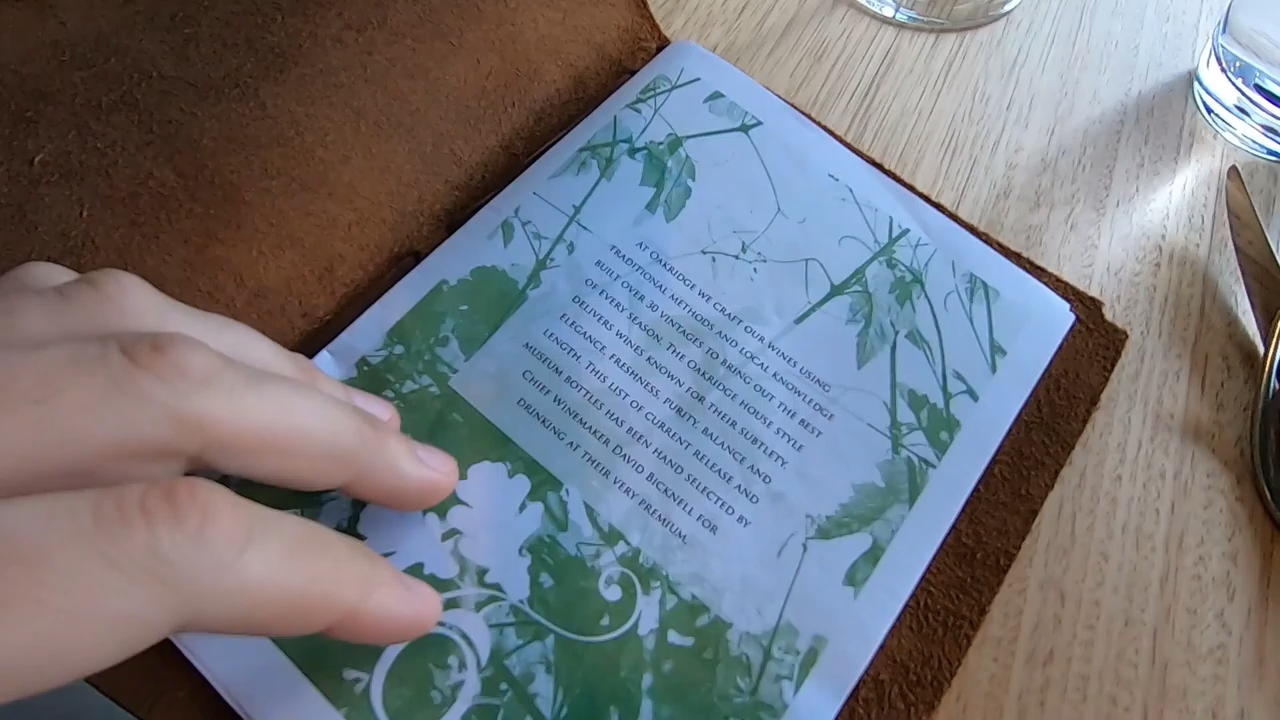 AT OAKRIDGE WE CRAFT OUR WINES USING
TRADITIONAL METHODS AND LOCAL KNOWLEDGE
BUILT OVER 30 VINTAGES TO BRING OUT THE BEST
OF EVERY SEASON. THE OAKRIDGE HOUSE STYLE
DELIVERS WINES KNOWN FOR THEIR SUBTLETY,
ELEGANCE, FRESHNESS, PURITY, BALANCE AND
LENGTH. THIS LIST OF CURRENT RELEASE AND
MUSEUM BOTTLES HAS BEEN HAND SELECTED BY
CHIEF WINEMAKER DAVID BICKNELL FOR
DRINKING AT THEIR VERY PREMIUM.